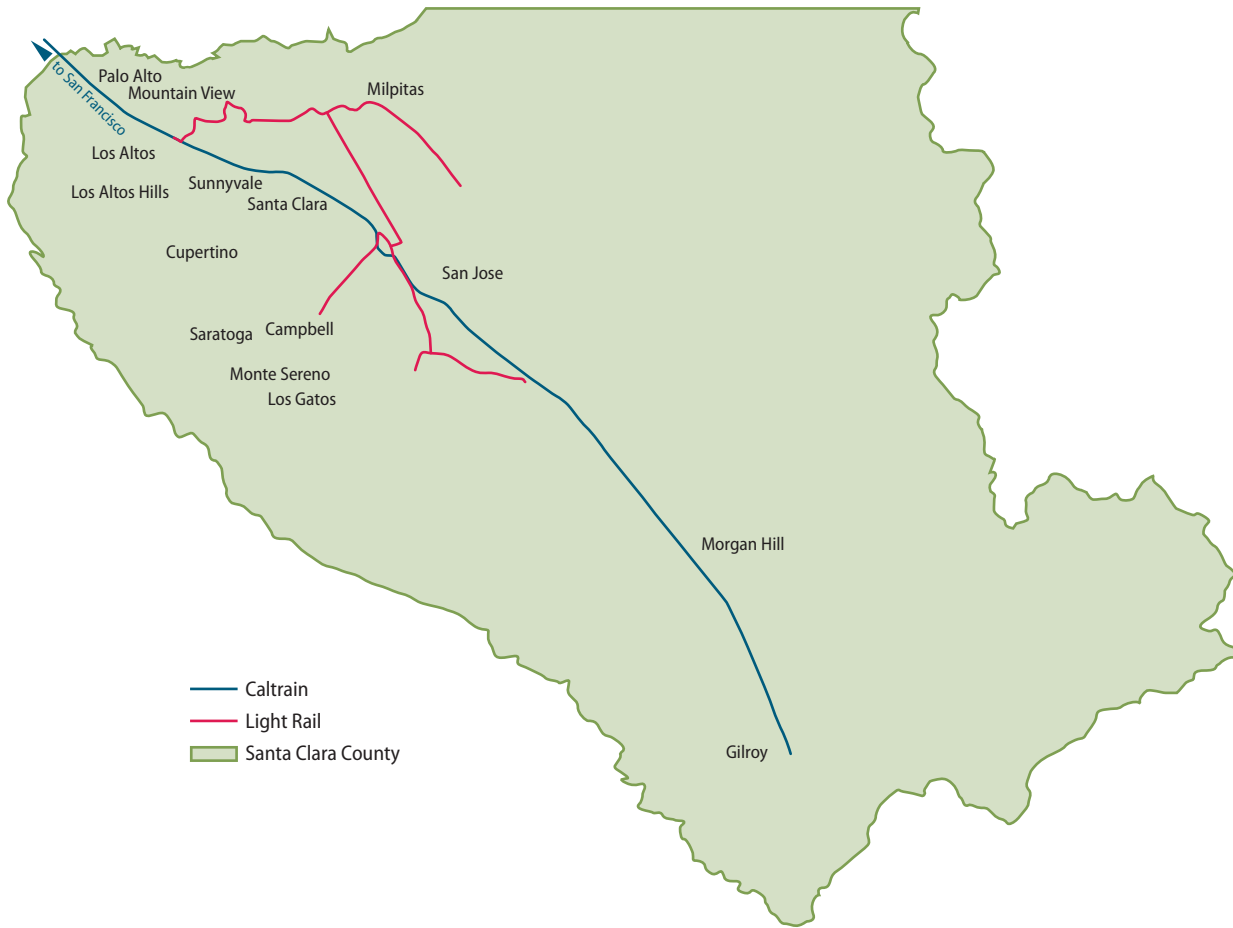 to San Francisco
Palo Alto
Mountain View
Milpitas
Los Altos
Los Altos Hills
Sunnyvale
Santa Clara
Cupertino
San Jose
Saratoga
Campbell
Monte Sereno
Los Gatos
Morgan Hill
Gilroy
Caltrain
Light Rail
Santa Clara County